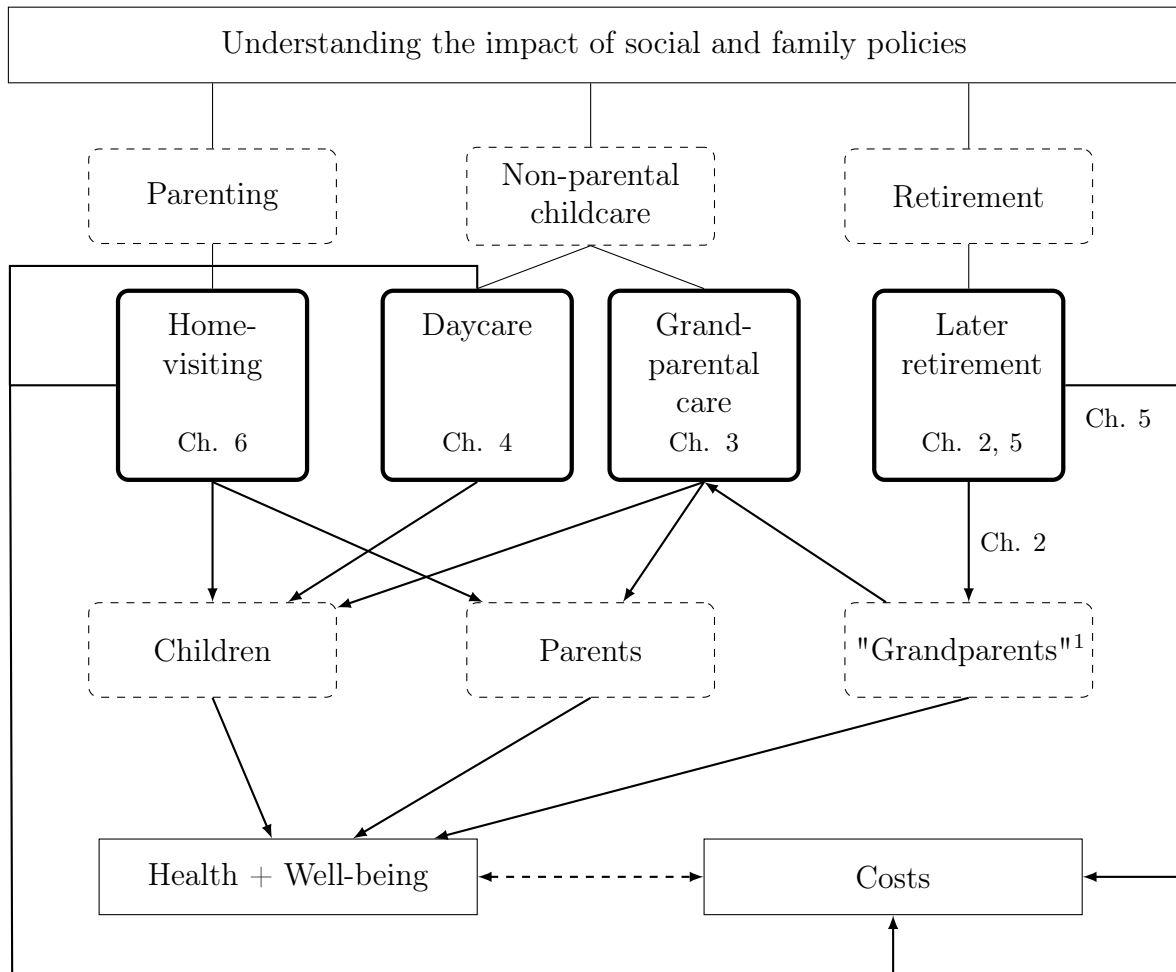 Understanding the impact of social and family policies
Parenting
Non-parental
childcare
Retirement
Home-
visiting
Ch. 6
Daycare
Ch. 4
Grand-
parental
care
Ch. 3
Later
retirement
Ch. 2, 5
Ch. 5
Ch. 2
Children
Parents
"Grandparents"¹
Health + Well-being
Costs